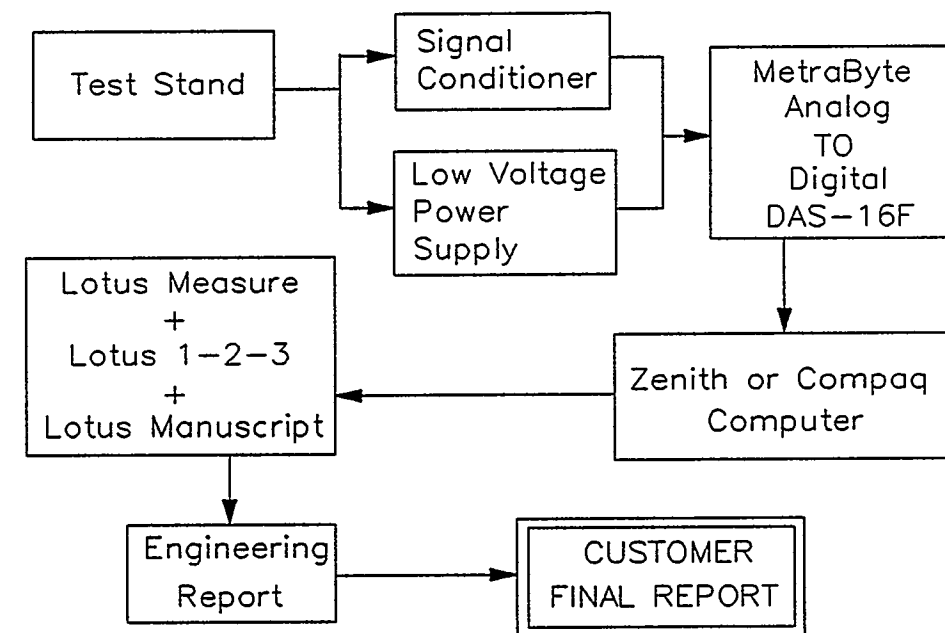 Test Stand
Signal
Conditioner
Low Voltage
Power
Supply
MetraByte
Analog
TO
Digital
DAS-16F
Zenith or Compaq
Computer
Lotus Measure
+
Lotus 1-2-3
+
Lotus Manuscript
Engineering
Report
CUSTOMER
FINAL REPORT